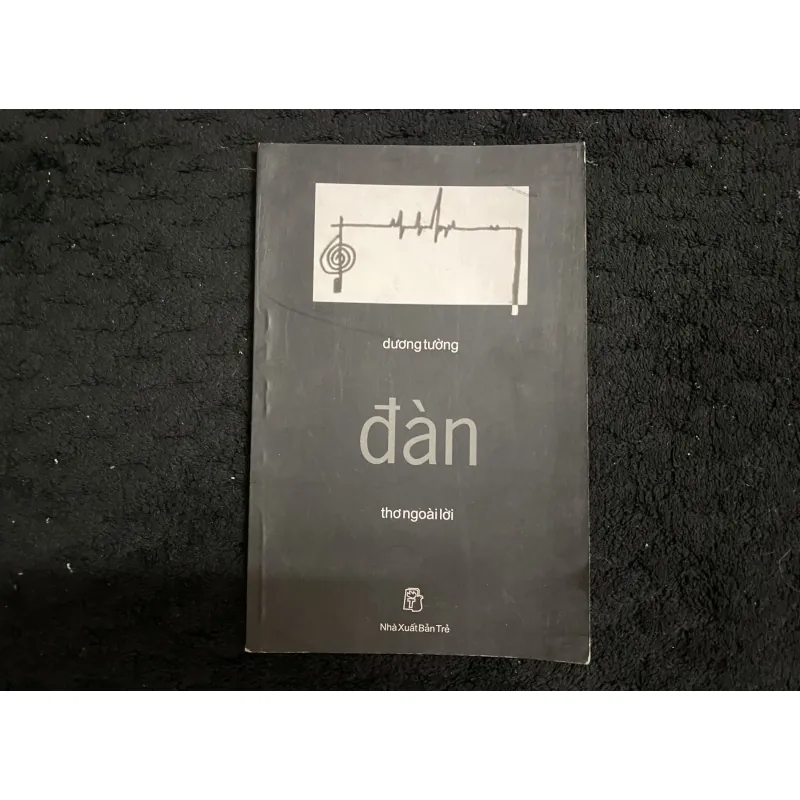 dương tường
đàn
thơ ngoài lời
Nhà Xuất Bản Trẻ